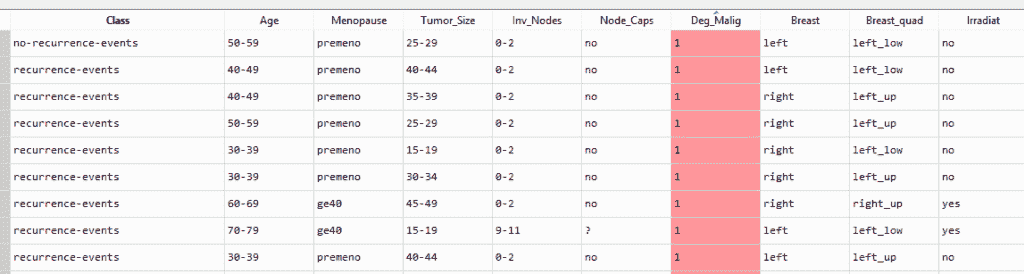 Class Age Menopause Tumor_Size Inv_Nodes Node_Caps Deg_Malig Breast Breast_quad Irradiat
no-recurrence-events 50-59 premeno 25-29 0-2 no 1 left left_low no
recurrence-events 40-49 premeno 40-44 0-2 no 1 left left_low no
recurrence-events 40-49 premeno 35-39 0-2 no 1 right left_up no
recurrence-events 50-59 premeno 25-29 0-2 no 1 right left_up no
recurrence-events 30-39 premeno 15-19 0-2 no 1 right left_low no
recurrence-events 30-39 premeno 30-34 0-2 no 1 right left_up no
recurrence-events 60-69 ge40 45-49 0-2 no 1 right right_up yes
recurrence-events 70-79 ge40 15-19 9-11 ? 1 left left_low yes
recurrence-events 30-39 premeno 40-44 0-2 no 1 left left_up no